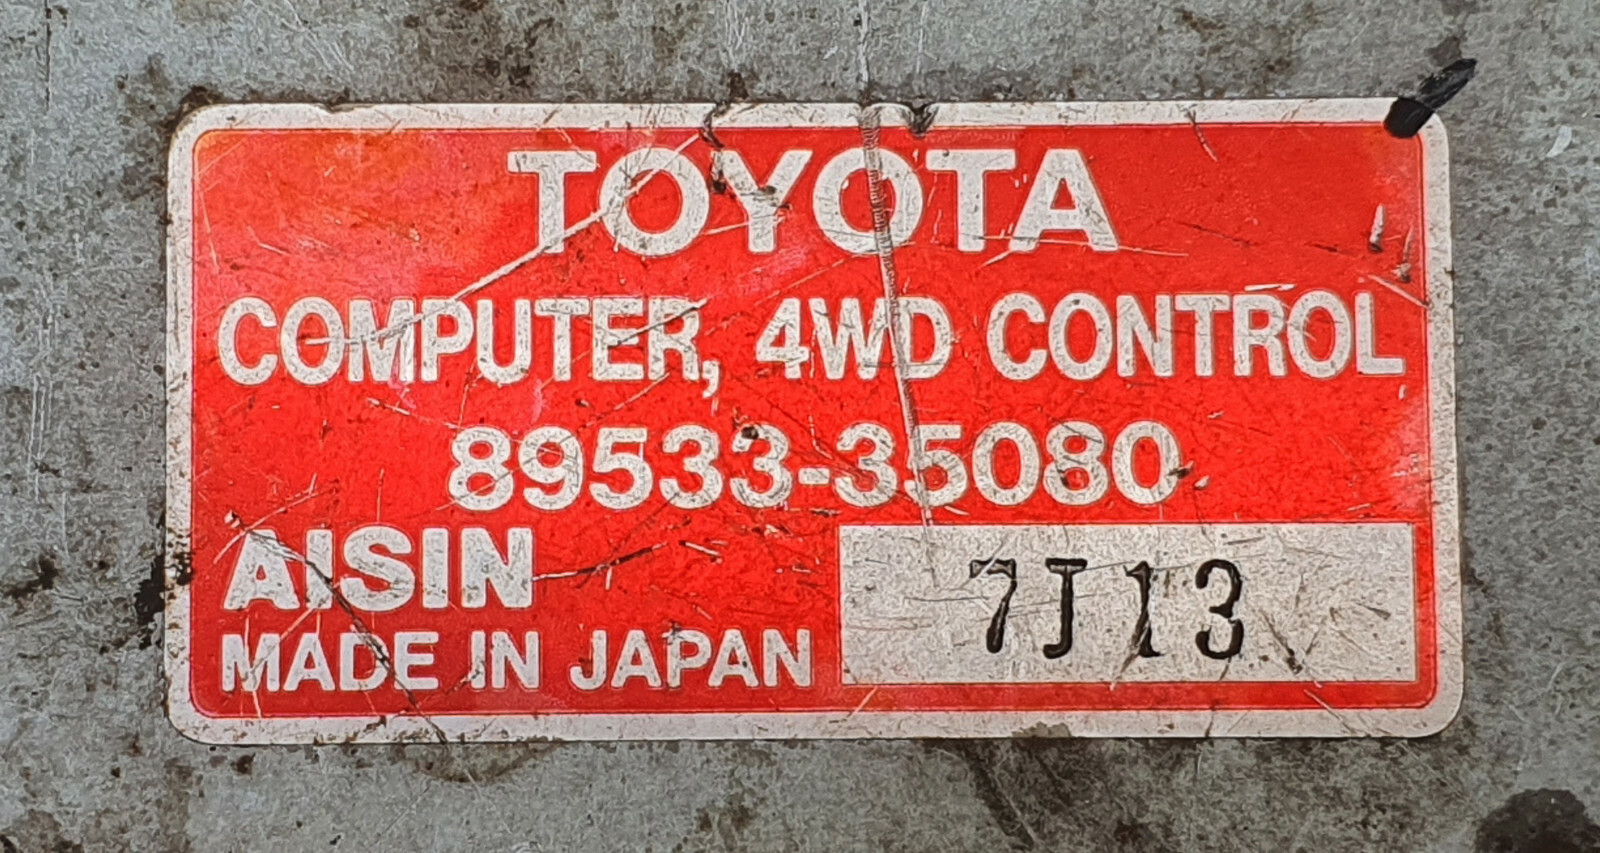 TOYOTA
COMPUTER, 4WD CONTROL
89533-35080
AISIN
MADE IN JAPAN
7J13